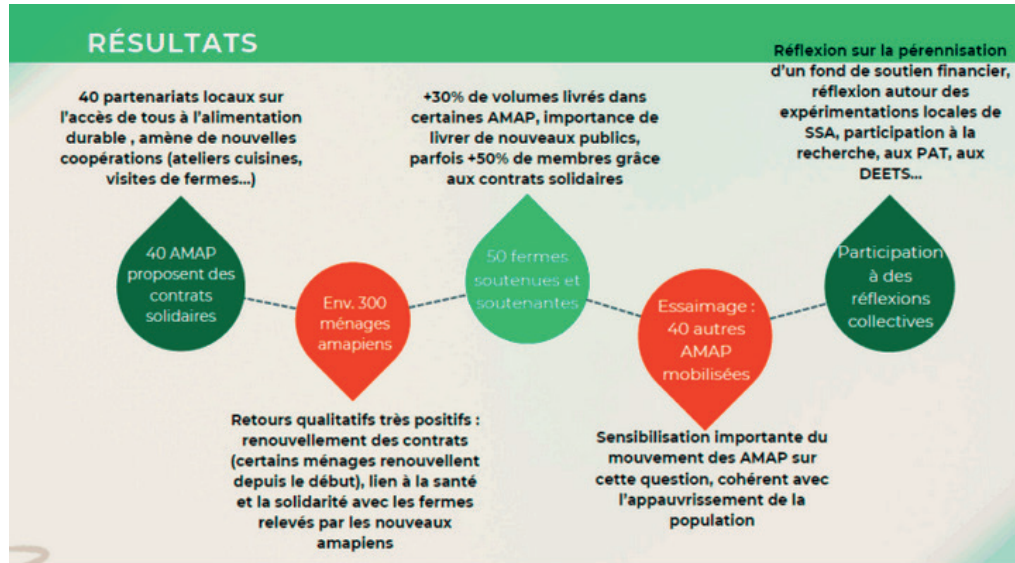 RÉSULTATS
40 partenariats locaux sur
l'accès de tous à l'alimentation
durable , amène de nouvelles
coopérations (ateliers cuisines,
visites de fermes...)
40 AMAP
proposent des
contrats
solidaires
Env. 300
ménages
amapiens
Retours qualitatifs très positifs :
renouvellement des contrats
(certains ménages renouvellent
depuis le début), lien à la santé
et la solidarité avec les fermes
relevés par les nouveaux
amapiens
+30% de volumes livrés dans
certaines AMAP, importance de
livrer de nouveaux publics,
parfois +50% de membres grâce
aux contrats solidaires
50 fermes
soutenues et
soutenantes
Essaimage :
40 autres
AMAP
mobilisées
Sensibilisation importante du
mouvement des AMAP sur
cette question, cohérent avec
l'appauvrissement de la
population
Réflexion sur la pérennisation
d'un fond de soutien financier,
réflexion autour des
expérimentations locales de
SSA, participation à la
recherche, aux PAT, aux
DEETS...
Participation
à des
réflexions
collectives